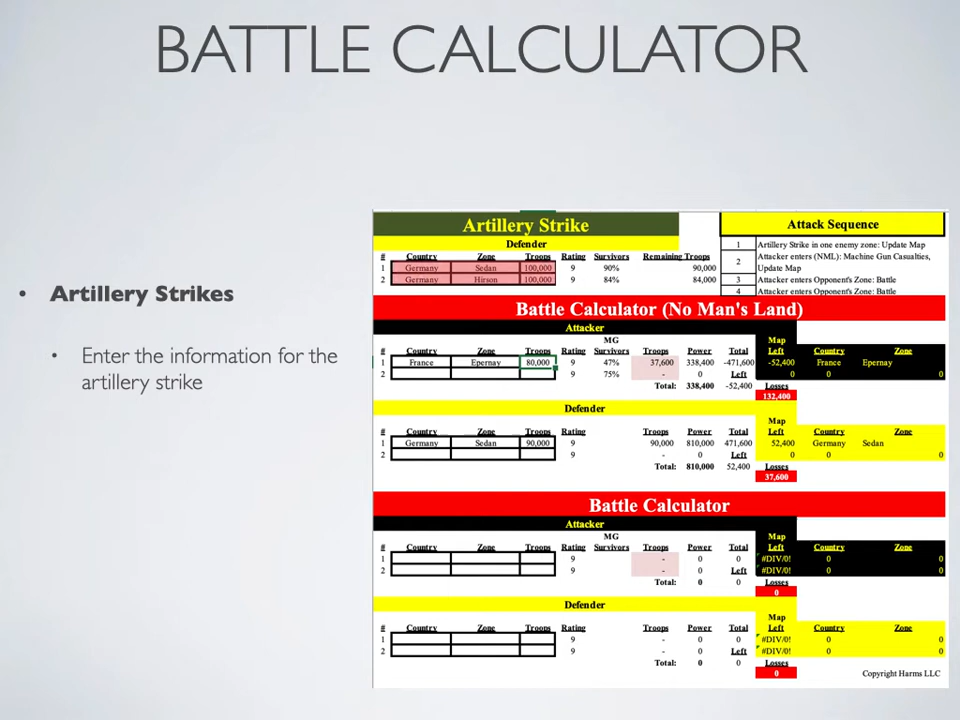 BATTLE CALCULATOR
• Artillery Strikes
• Enter the information for the
artillery strike
Artillery Strike
Defender
# Country Zone Troops Rating Survivors Remaining Troops
1 Germany Sedan 100,000 9 90% 90,000
2 Germany Hirson 100,000 9 84% 84,000
Attack Sequence
1 Artillery Strike in one enemy zone: Update Map
2 Attacker enters (NML): Machine Gun Casualties,
Update Map
3 Attacker enters Opponent's Zone: Battle
4 Attacker enters Opponent's Zone: Battle
Battle Calculator (No Man's Land)
Attacker
MG Map
# Country Zone Troops Rating Survivors Troops Power Total Left Country Zone
1 France Epernay 80,000 9 47% 37,600 338,400 -471,600 -52,400 France Epernay
2 9 75% - 0 Left 0 0 0
Total: 338,400 -52,400 Losses
132,400
Defender
Map
# Country Zone Troops Rating Troops Power Total Left Country Zone
1 Germany Sedan 90,000 9 90,000 810,000 471,600 52,400 Germany Sedan
2 9 - 0 Left 0 0 0
Total: 810,000 52,400 Losses
37,600
Battle Calculator
Attacker
MG Map
# Country Zone Troops Rating Survivors Troops Power Total Left Country Zone
1 9 - 0 0 #DIV/0! 0 0
2 9 - 0 Left #DIV/0! 0 0
Total: 0 0 Losses
0
Defender
Map
# Country Zone Troops Rating Troops Power Total Left Country Zone
1 9 - 0 0 #DIV/0! 0 0
2 9 - 0 Left #DIV/0! 0 0
Total: 0 0 Losses
0
Copyright Harms LLC